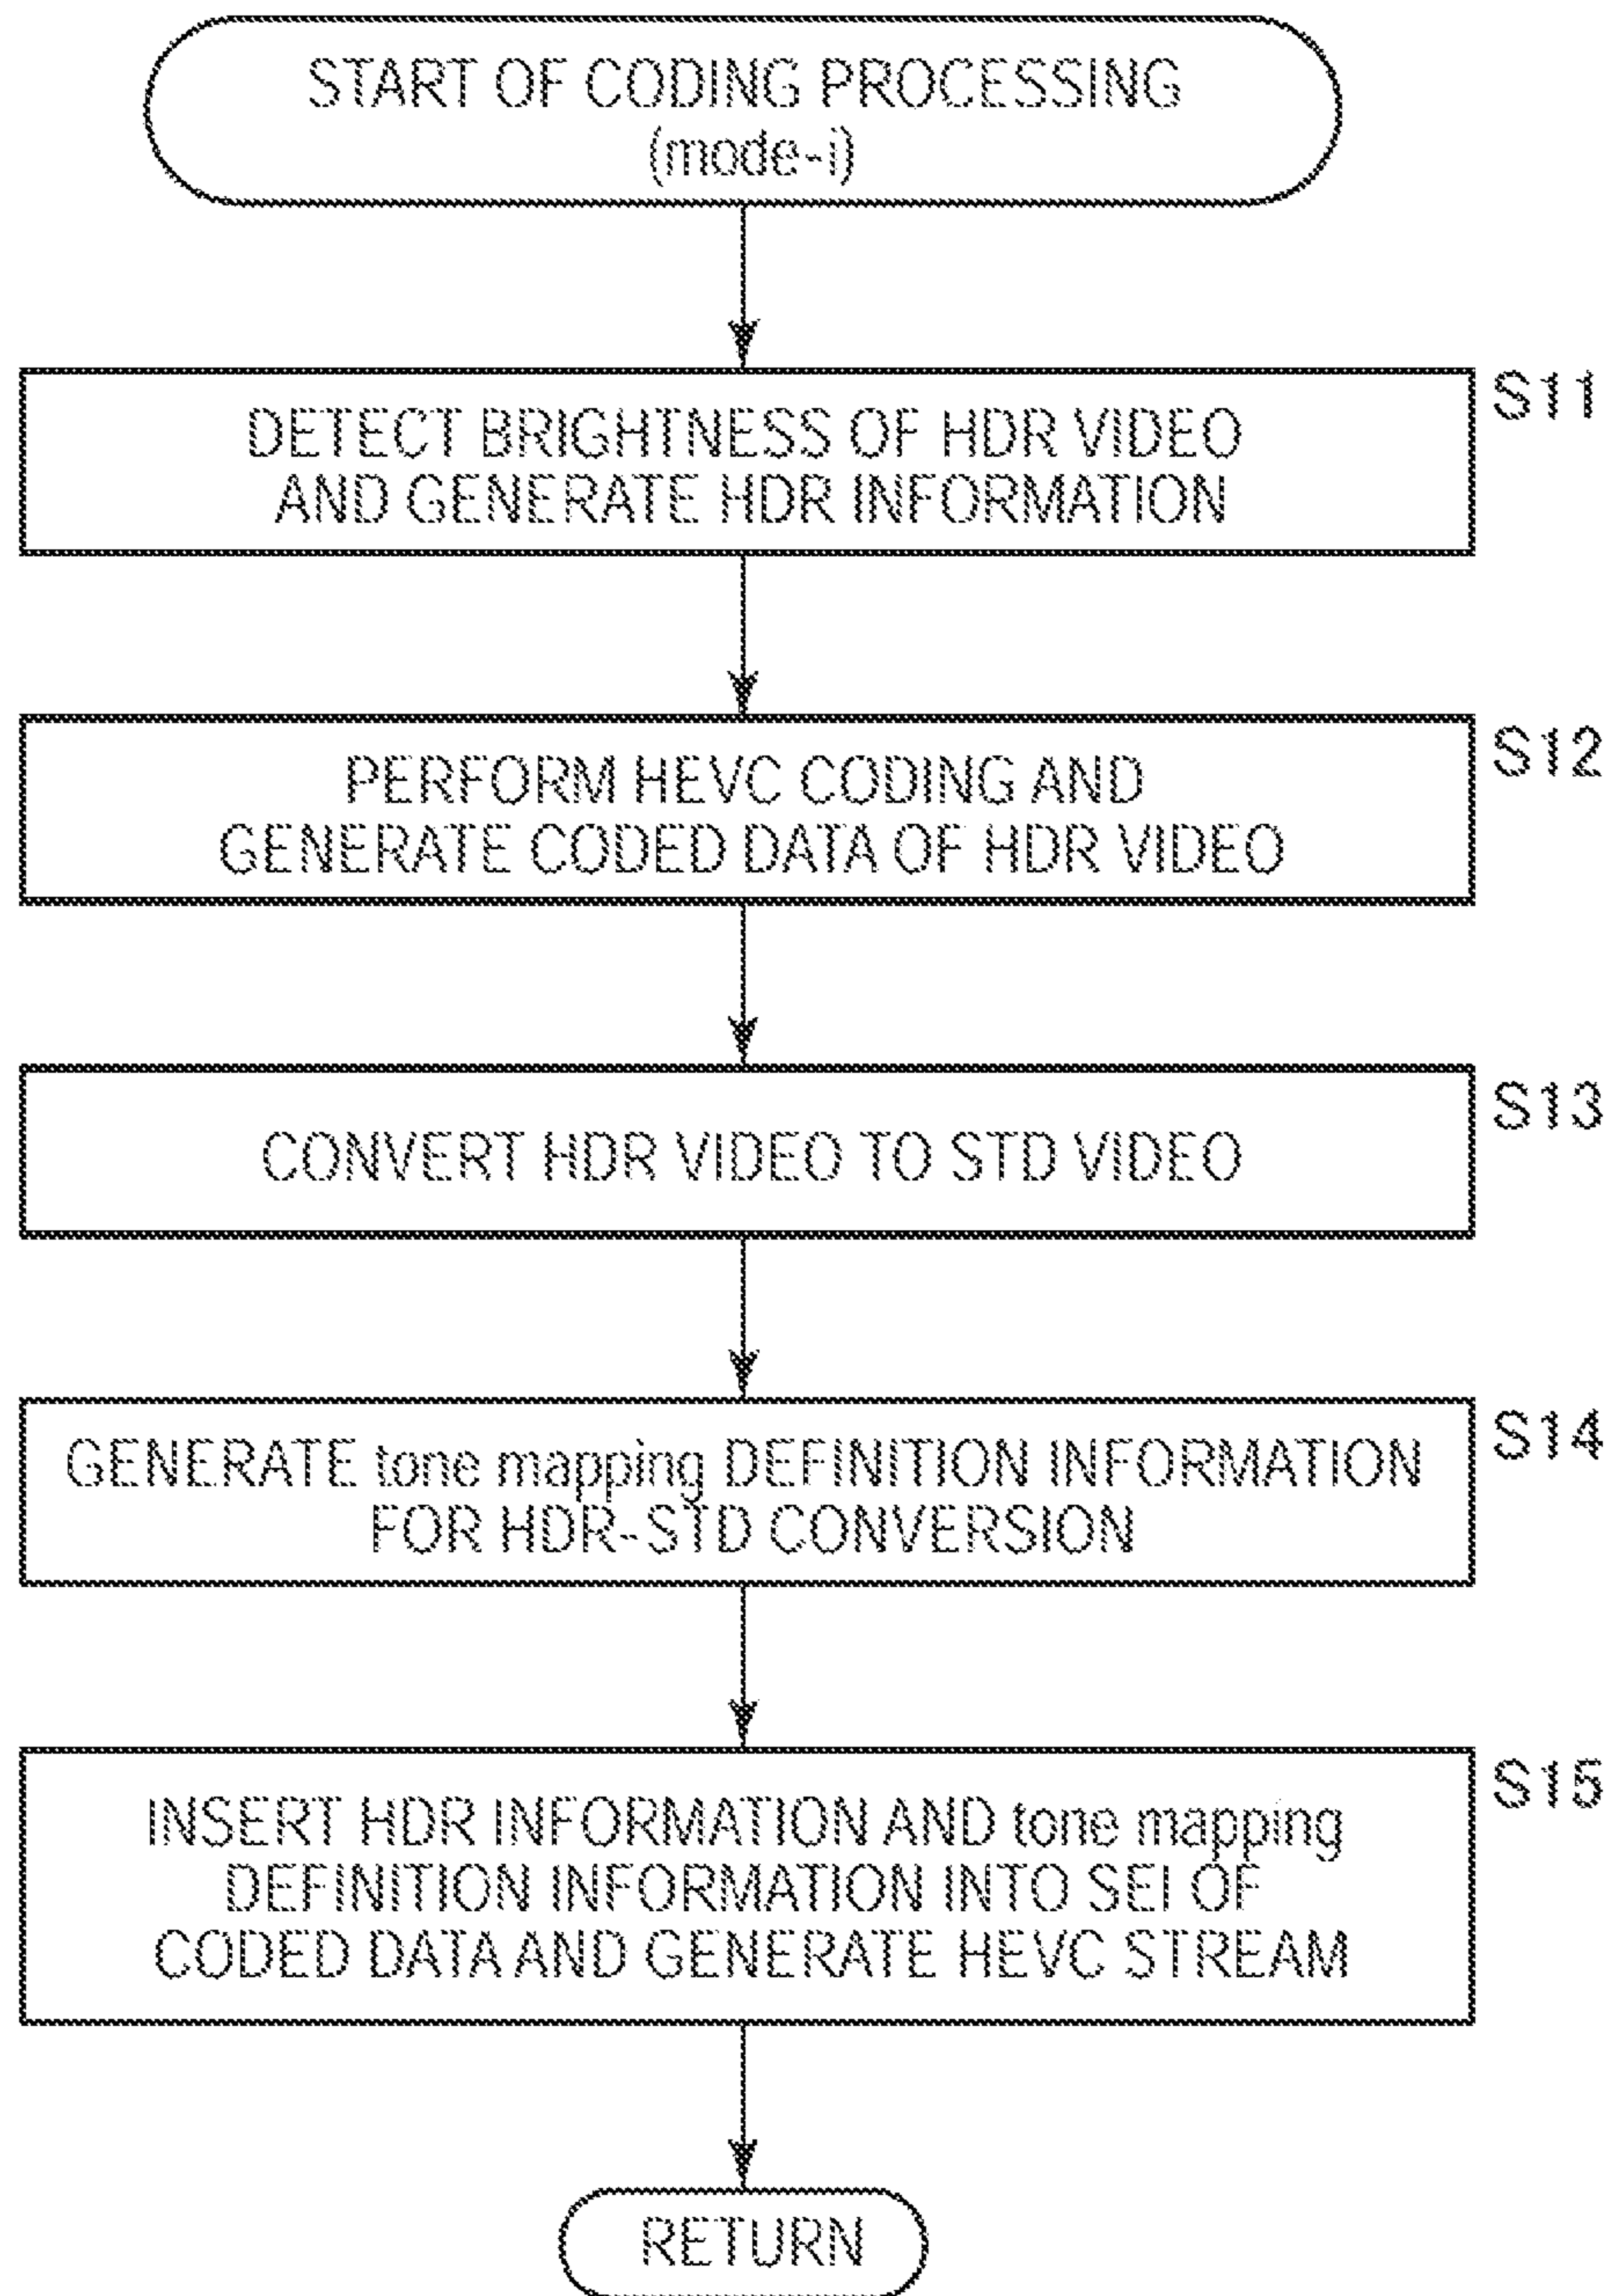 START OF CODING PROCESSING
(mode-i)
S11
DETECT BRIGHTNESS OF HDR VIDEO
AND GENERATE HDR INFORMATION
S12
PERFORM HEVC CODING AND
GENERATE CODED DATA OF HDR VIDEO
S13
CONVERT HDR VIDEO TO STD VIDEO
S14
GENERATE tone mapping DEFINITION INFORMATION
FOR HDR-STD CONVERSION
S15
INSERT HDR INFORMATION AND tone mapping
DEFINITION INFORMATION INTO SEI OF
CODED DATA AND GENERATE HEVC STREAM
RETURN